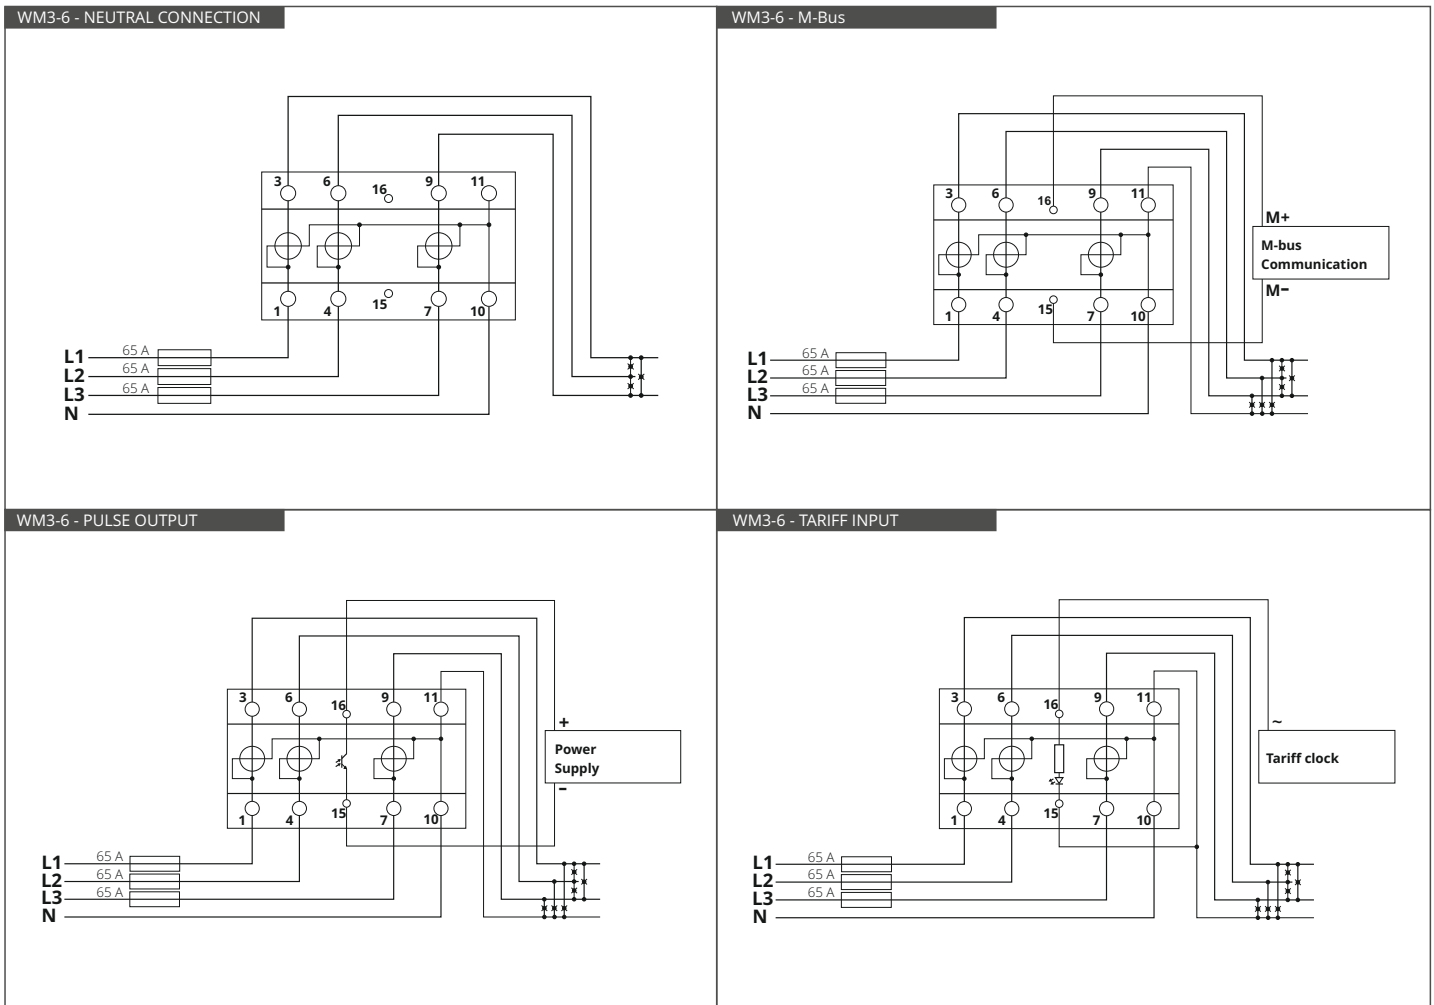 WM3-6 - NEUTRAL CONNECTION
3 6 16 9 11
1 4 15 7 10
L1 65 A
L2 65 A
L3 65 A
N
WM3-6 - M-Bus
3 6 16 9 11
M+
M-bus
Communication
M-
1 4 15 7 10
L1 65 A
L2 65 A
L3 65 A
N
WM3-6 - PULSE OUTPUT
3 6 16 9 11
+
Power
Supply
-
1 4 15 7 10
L1 65 A
L2 65 A
L3 65 A
N
WM3-6 - TARIFF INPUT
3 6 16 9 11
~
Tariff clock
1 4 15 7 10
L1 65 A
L2 65 A
L3 65 A
N